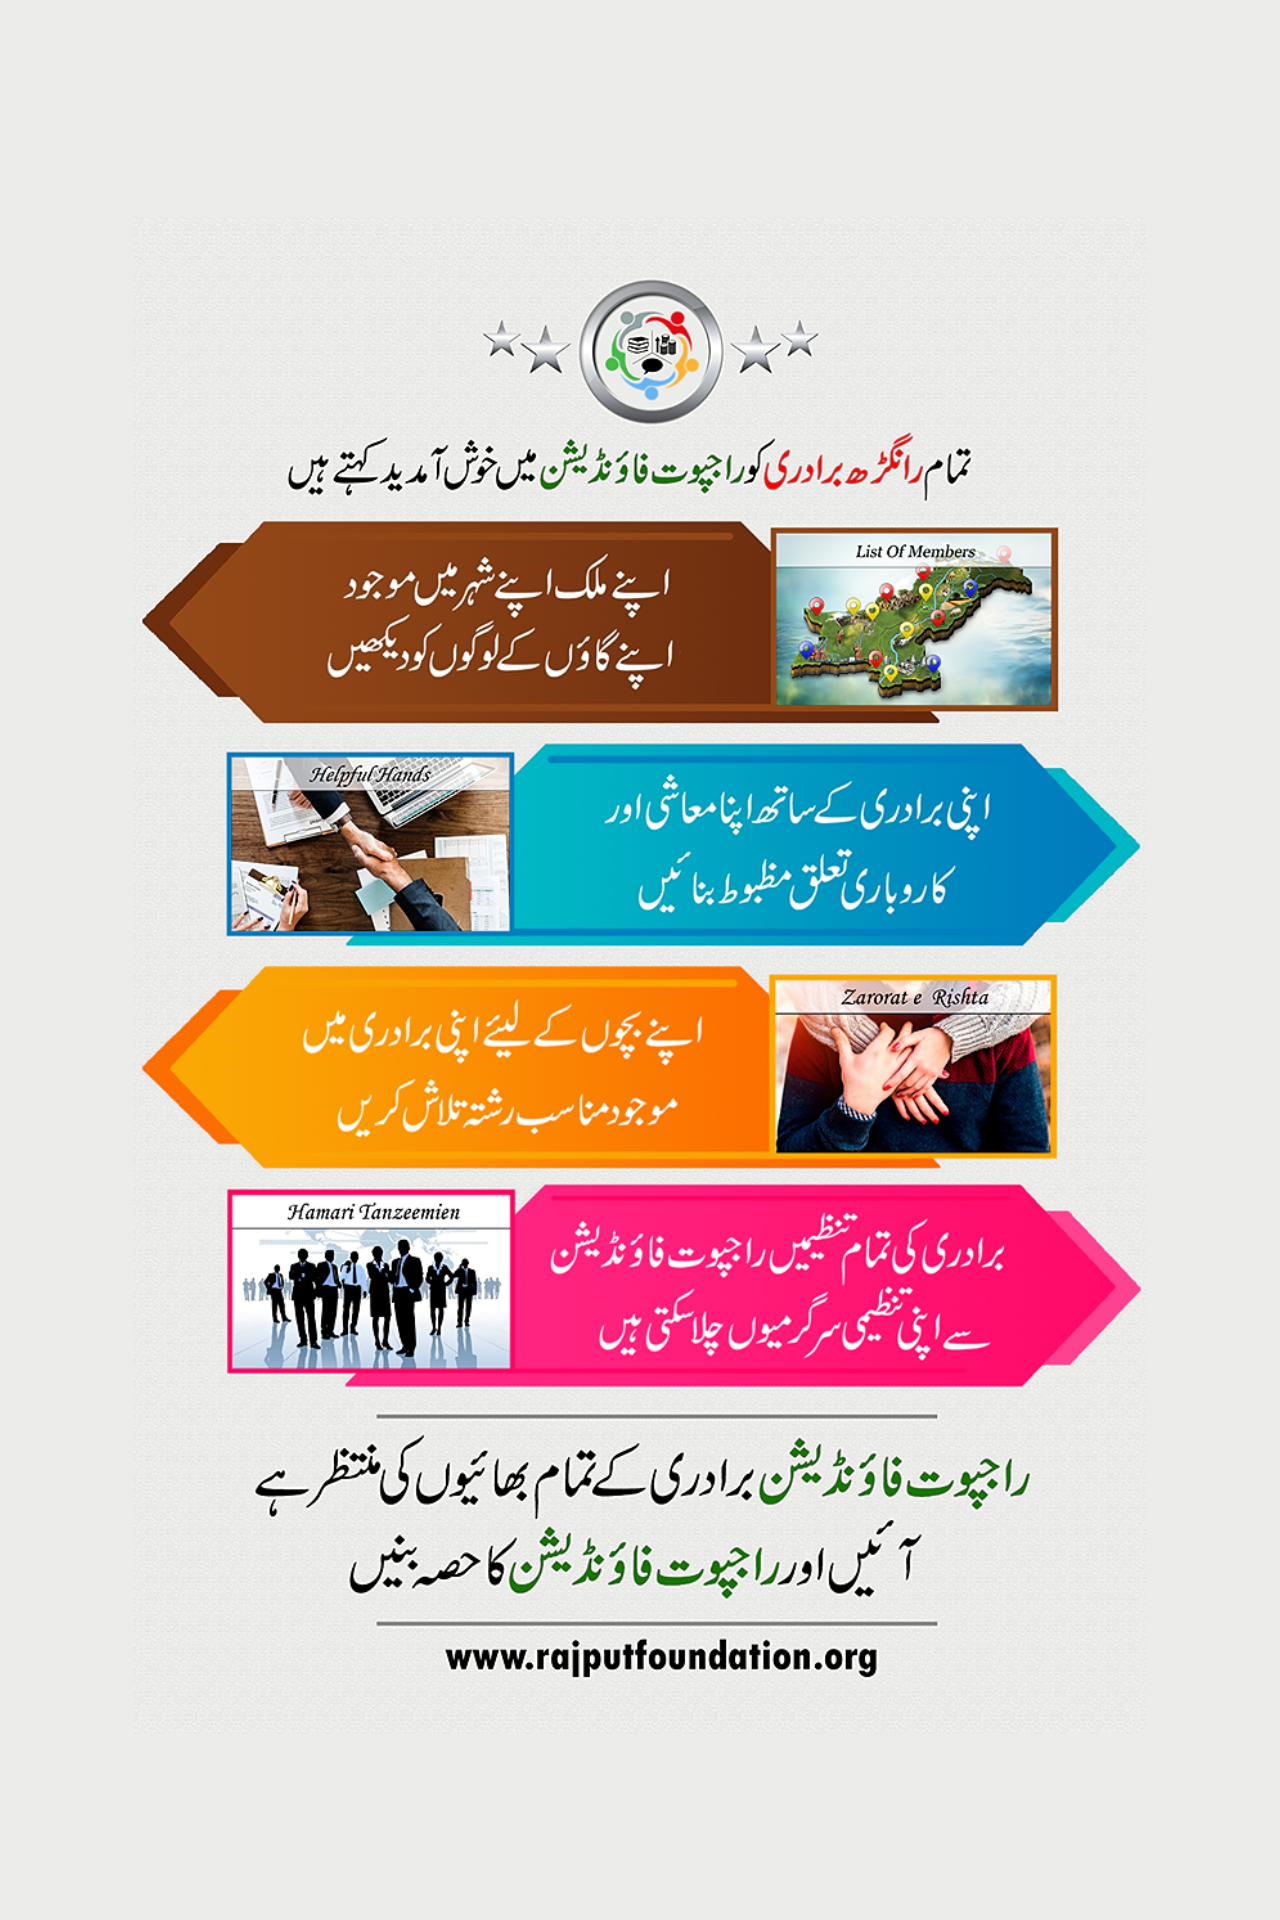 تمام رانگڑھ برادری کو راجپوت فاؤنڈیشن میں خوش آمدید کہتے ہیں
List Of Members
اپنے ملک اپنے شہر میں موجود
اپنے گاؤں کے لوگوں کو دیکھیں
Helpful Hands
اپنی برادری کے ساتھ اپنا معاشی اور
کاروباری تعلق مظبوط بنائیں
Zarorat e Rishta
اپنے بچوں کے لیئے اپنی برادری میں
موجود مناسب رشتہ تلاش کریں
Hamari Tanzeemien
برادری کی تمام تنظیمیں راجپوت فاؤنڈیشن
سے اپنی تنظیمی سرگرمیوں چلا سکتی ہیں
راجپوت فاؤنڈیشن برادری کے تمام بھائیوں کی منتظر ہے
آئیں اور راجپوت فاؤنڈیشن کا حصہ بنیں
www.rajputfoundation.org